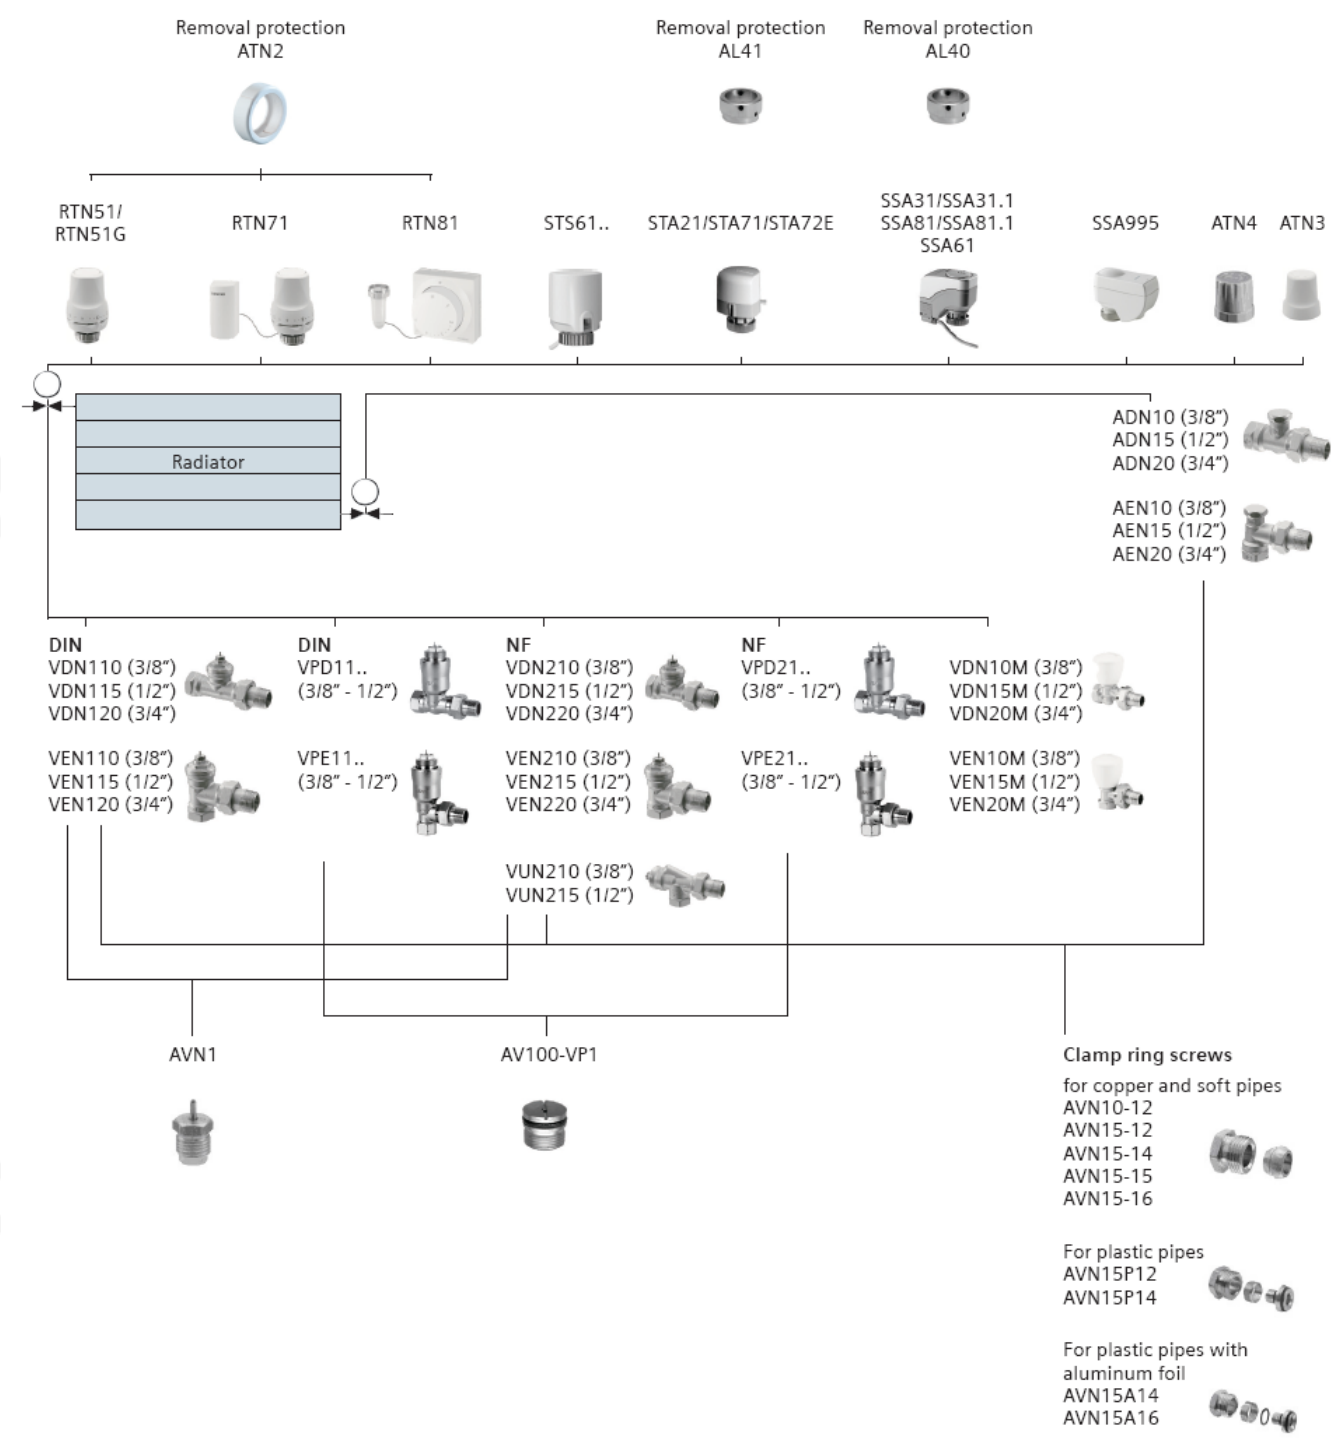 Removal protection
ATN2
Removal protection
AL41
Removal protection
AL40
RTN51/
RTN51G
RTN71
RTN81
STS61..
STA21/STA71/STA72E
SSA31/SSA31.1
SSA81/SSA81.1
SSA61
SSA995
ATN4
ATN3
Radiator
ADN10 (3/8”)
ADN15 (1/2”)
ADN20 (3/4”)
AEN10 (3/8”)
AEN15 (1/2”)
AEN20 (3/4”)
DIN
VDN110 (3/8”)
VDN115 (1/2”)
VDN120 (3/4”)
VEN110 (3/8”)
VEN115 (1/2”)
VEN120 (3/4”)
DIN
VPD11..
(3/8” - 1/2”)
VPE11..
(3/8” - 1/2”)
NF
VDN210 (3/8”)
VDN215 (1/2”)
VDN220 (3/4”)
VEN210 (3/8”)
VEN215 (1/2”)
VEN220 (3/4”)
VUN210 (3/8”)
VUN215 (1/2”)
NF
VPD21..
(3/8” - 1/2”)
VPE21..
(3/8” - 1/2”)
VDN10M (3/8”)
VDN15M (1/2”)
VDN20M (3/4”)
VEN10M (3/8”)
VEN15M (1/2”)
VEN20M (3/4”)
AVN1
AV100-VP1
Clamp ring screws
for copper and soft pipes
AVN10-12
AVN15-12
AVN15-14
AVN15-15
AVN15-16
For plastic pipes
AVN15P12
AVN15P14
For plastic pipes with
aluminum foil
AVN15A14
AVN15A16